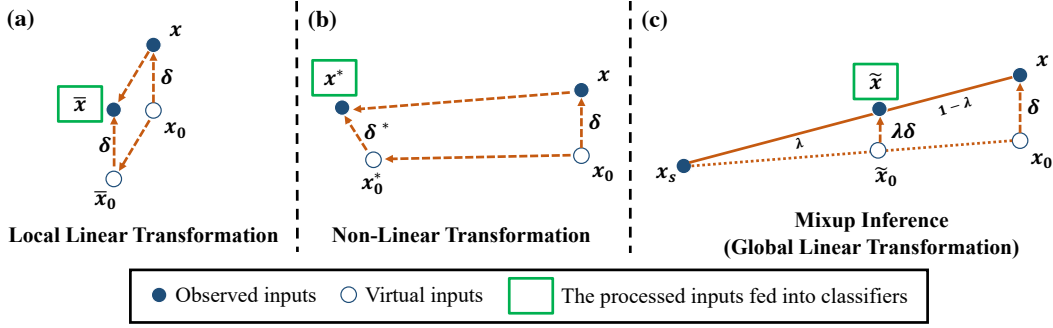 (a)
x
x̄
δ
δ
x₀
x̄₀
Local Linear Transformation
(b)
x*
x
δ*
δ
x₀*
x₀
Non-Linear Transformation
(c)
x
x̃
1 − λ
δ
λ
λδ
x_s
x̃₀
x₀
Mixup Inference
(Global Linear Transformation)
Observed inputs
Virtual inputs
The processed inputs fed into classifiers